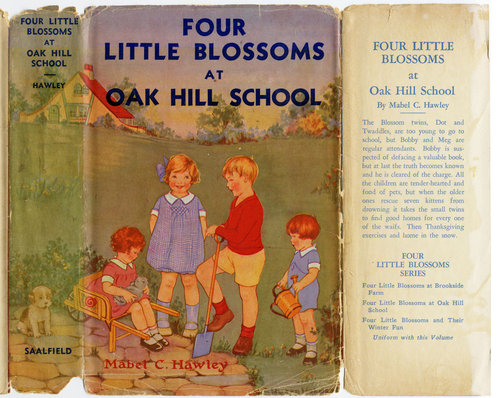 FOUR LITTLE
BLOSSOMS
AT
OAK HILL
SCHOOL
HAWLEY
SAALFIELD
FOUR
LITTLE BLOSSOMS
AT
OAK HILL SCHOOL
Mabel C. Hawley
FOUR LITTLE
BLOSSOMS
at
Oak Hill School
By Mabel C. Hawley
The Blossom twins, Dot and
Twaddles, are too young to go to
school, but Bobby and Meg are
regular attendants. Bobby is sus-
pected of defacing a valuable book,
but at last the truth becomes known
and he is cleared of the charge. All
the children are tender-hearted and
fond of pets, but when the older
ones rescue seven kittens from
drowning it takes the small twins
to find good homes for every one
of the waifs. Then Thanksgiving
exercises and home in the snow.
FOUR
LITTLE BLOSSOMS
SERIES
Four Little Blossoms at Brookside
Farm
Four Little Blossoms at Oak Hill
School
Four Little Blossoms and Their
Winter Fun
Uniform with this Volume